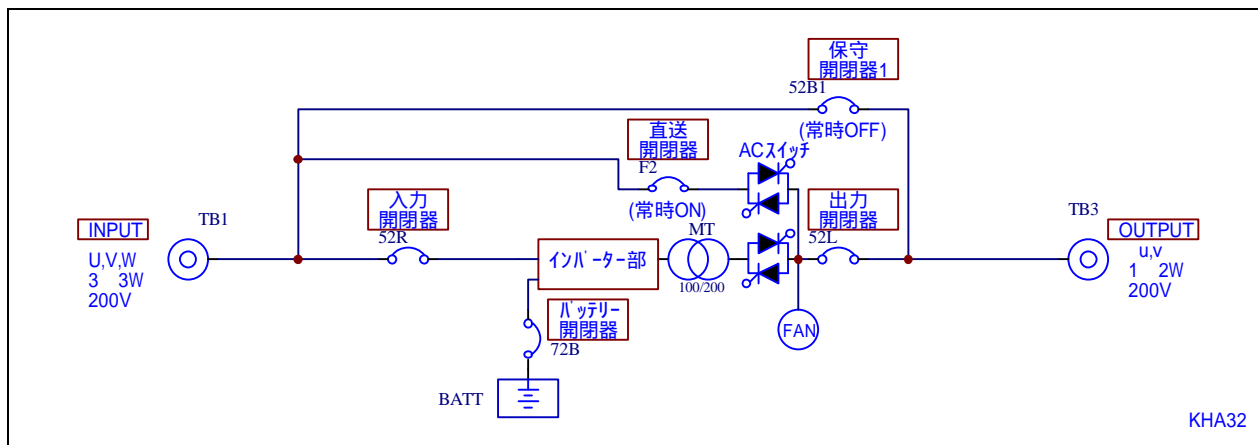 保守
開閉器1
52B1
(常時OFF)
直送
開閉器
F2
(常時ON)
ACスイッチ
入力
開閉器
52R
出力
開閉器
52L
TB1
INPUT
U,V,W
3 3W
200V
インバーター部
MT
100/200
FAN
TB3
OUTPUT
u,v
1 2W
200V
バッテリー
開閉器
72B
BATT
KHA32